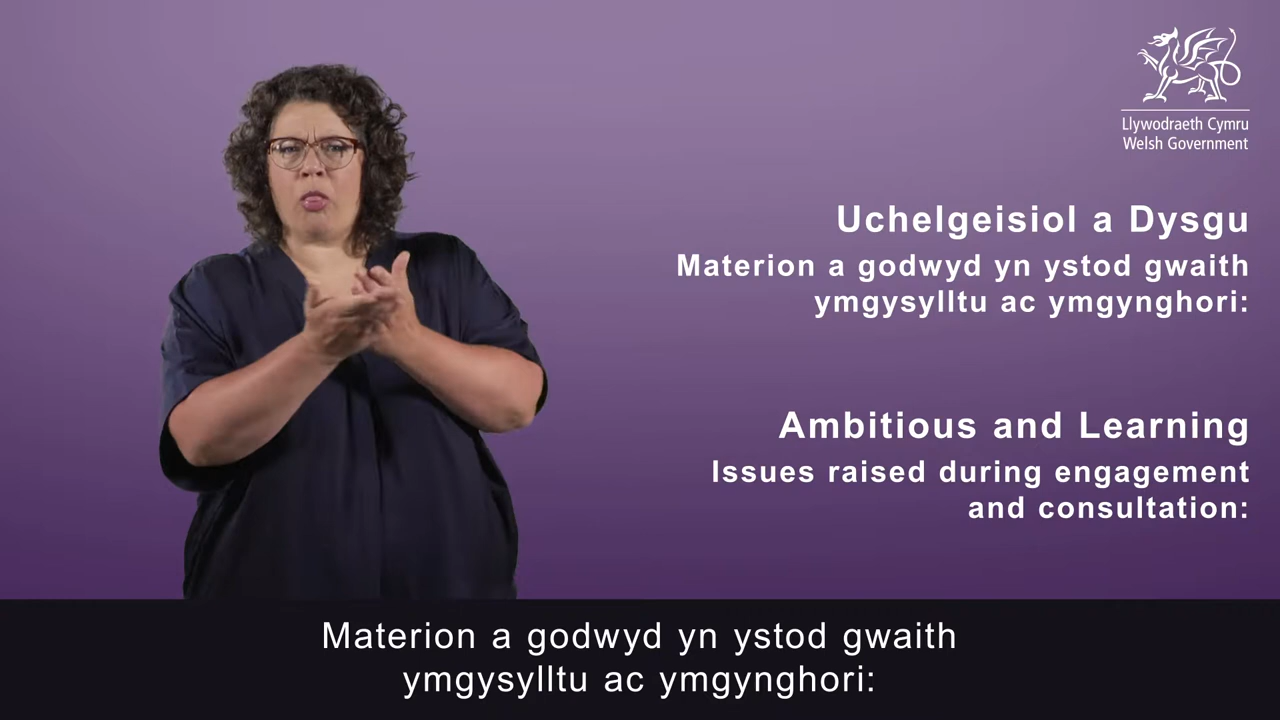 Llywodraeth Cymru
Welsh Government
Uchelgeisiol a Dysgu
Materion a godwyd yn ystod gwaith
ymgysylltu ac ymgynghori:
Ambitious and Learning
Issues raised during engagement
and consultation:
Materion a godwyd yn ystod gwaith
ymgysylltu ac ymgynghori: